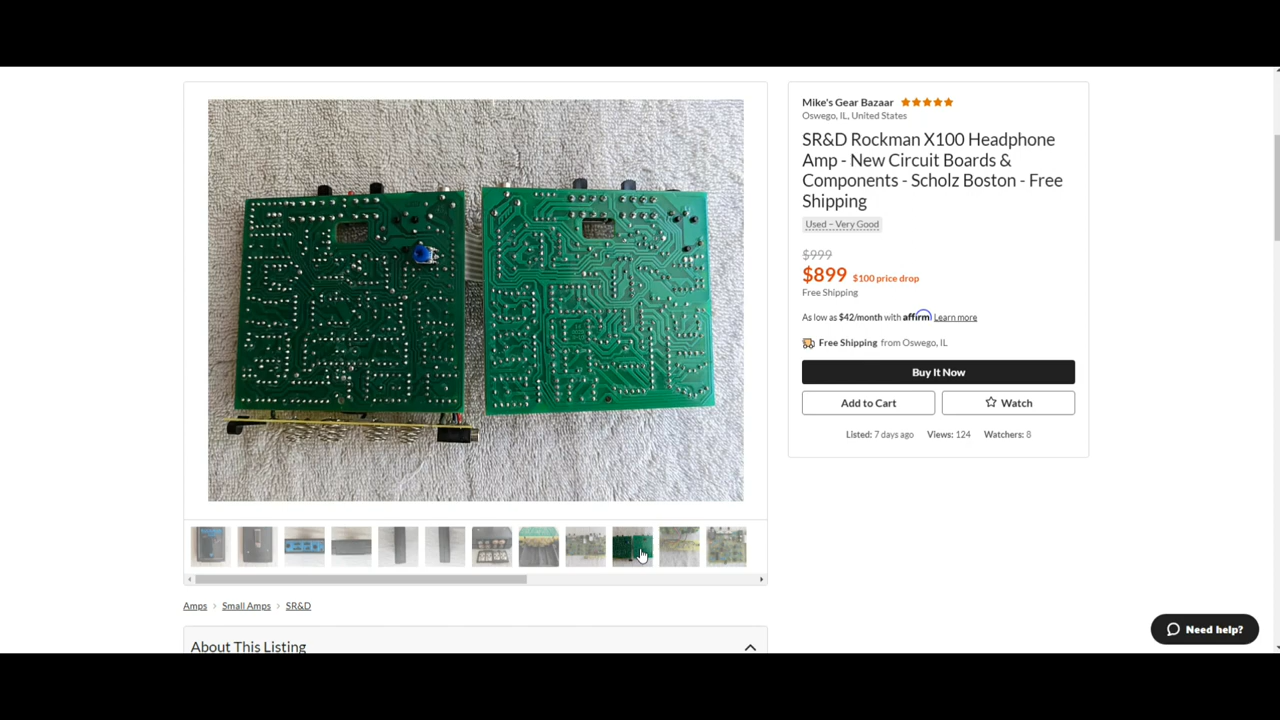 Mike's Gear Bazaar
Oswego, IL, United States
SR&D Rockman X100 Headphone
Amp - New Circuit Boards &
Components - Scholz Boston - Free
Shipping
Used – Very Good
$999
$899 $100 price drop
Free Shipping
As low as $42/month with affirm Learn more
Free Shipping from Oswego, IL
Buy It Now
Add to Cart
Watch
Listed: 7 days ago Views: 124 Watchers: 8
Amps > Small Amps > SR&D
About This Listing
Need help?